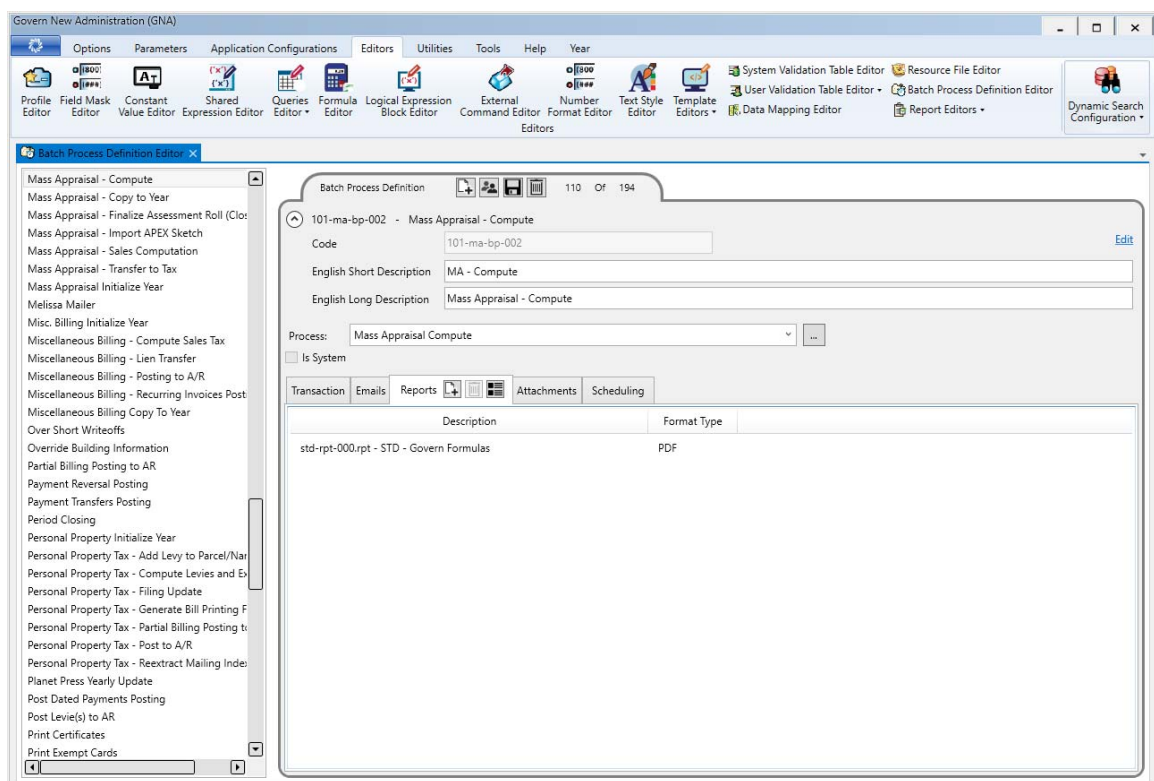 Govern New Administration (GNA)
Options Parameters Application Configurations Editors Utilities Tools Help Year
Profile Editor
Field Mask Editor
Constant Value Editor
Shared Expression Editor
Queries Editor
Formula Editor
Logical Expression Block Editor
External Command Editor
Number Format Editor
Text Style Editor
Template Editors
System Validation Table Editor
User Validation Table Editor
Data Mapping Editor
Resource File Editor
Batch Process Definition Editor
Report Editors
Dynamic Search Configuration
Editors
Batch Process Definition Editor
Mass Appraisal - Compute
Mass Appraisal - Copy to Year
Mass Appraisal - Finalize Assessment Roll (Clos
Mass Appraisal - Import APEX Sketch
Mass Appraisal - Sales Computation
Mass Appraisal - Transfer to Tax
Mass Appraisal Initialize Year
Melissa Mailer
Misc. Billing Initialize Year
Miscellaneous Billing - Compute Sales Tax
Miscellaneous Billing - Lien Transfer
Miscellaneous Billing - Posting to A/R
Miscellaneous Billing - Recurring Invoices Posti
Miscellaneous Billing Copy To Year
Over Short Writeoffs
Override Building Information
Partial Billing Posting to AR
Payment Reversal Posting
Payment Transfers Posting
Period Closing
Personal Property Initialize Year
Personal Property Tax - Add Levy to Parcel/Nar
Personal Property Tax - Compute Levies and Ex
Personal Property Tax - Filing Update
Personal Property Tax - Generate Bill Printing F
Personal Property Tax - Partial Billing Posting to
Personal Property Tax - Post to A/R
Personal Property Tax - Reextract Mailing Index
Planet Press Yearly Update
Post Dated Payments Posting
Post Levie(s) to AR
Print Certificates
Print Exempt Cards
Batch Process Definition 110 Of 194
101-ma-bp-002 - Mass Appraisal - Compute
Code 101-ma-bp-002 Edit
English Short Description MA - Compute
English Long Description Mass Appraisal - Compute
Process: Mass Appraisal Compute ...
Is System
Transaction Emails Reports Attachments Scheduling
Description Format Type
std-rpt-000.rpt - STD - Govern Formulas PDF